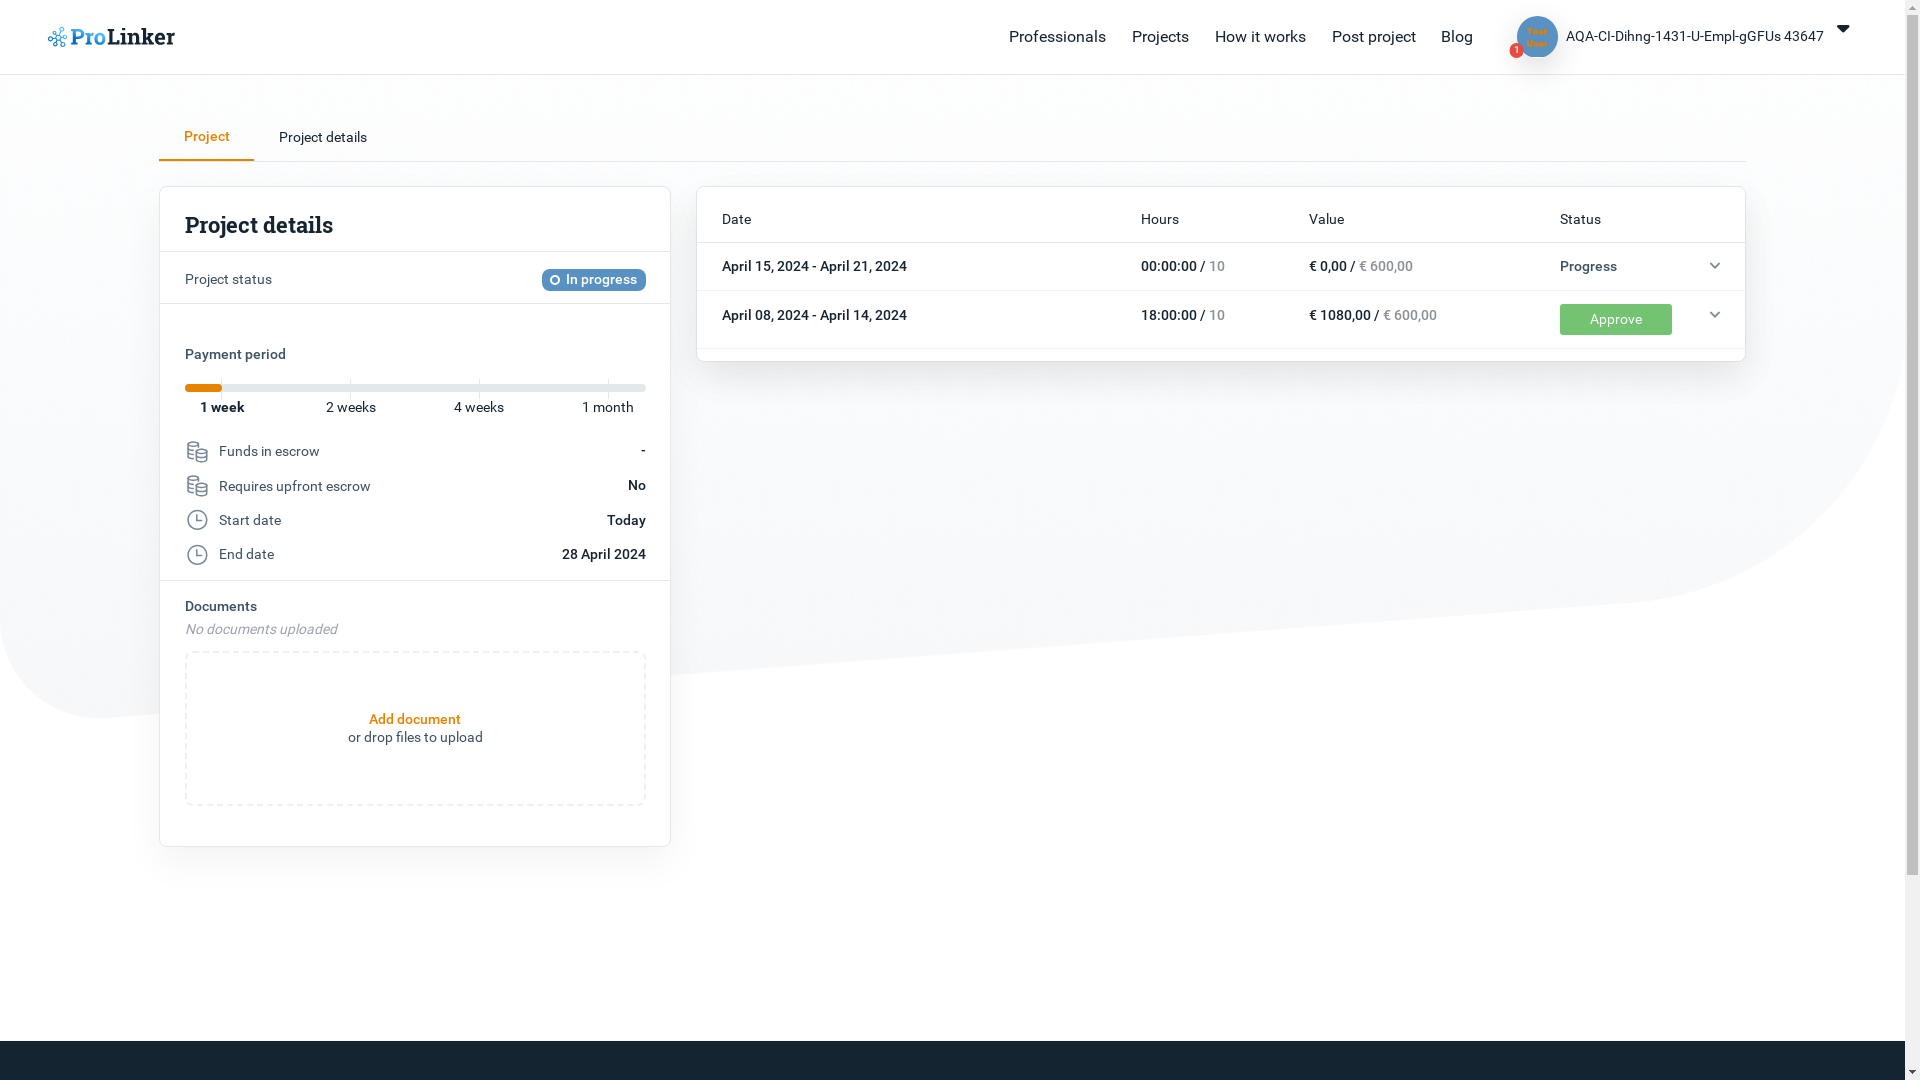 ProLinker
Professionals Projects How it works Post project Blog
Test
User
1
AQA-CI-Dihng-1431-U-Empl-gGFUs 43647
Project Project details
Project details
Project status In progress
Payment period
1 week 2 weeks 4 weeks 1 month
Funds in escrow -
Requires upfront escrow No
Start date Today
End date 28 April 2024
Documents
No documents uploaded
Add document
or drop files to upload
Date Hours Value Status
April 15, 2024 - April 21, 2024 00:00:00 / 10 € 0,00 / € 600,00 Progress
April 08, 2024 - April 14, 2024 18:00:00 / 10 € 1080,00 / € 600,00 Approve